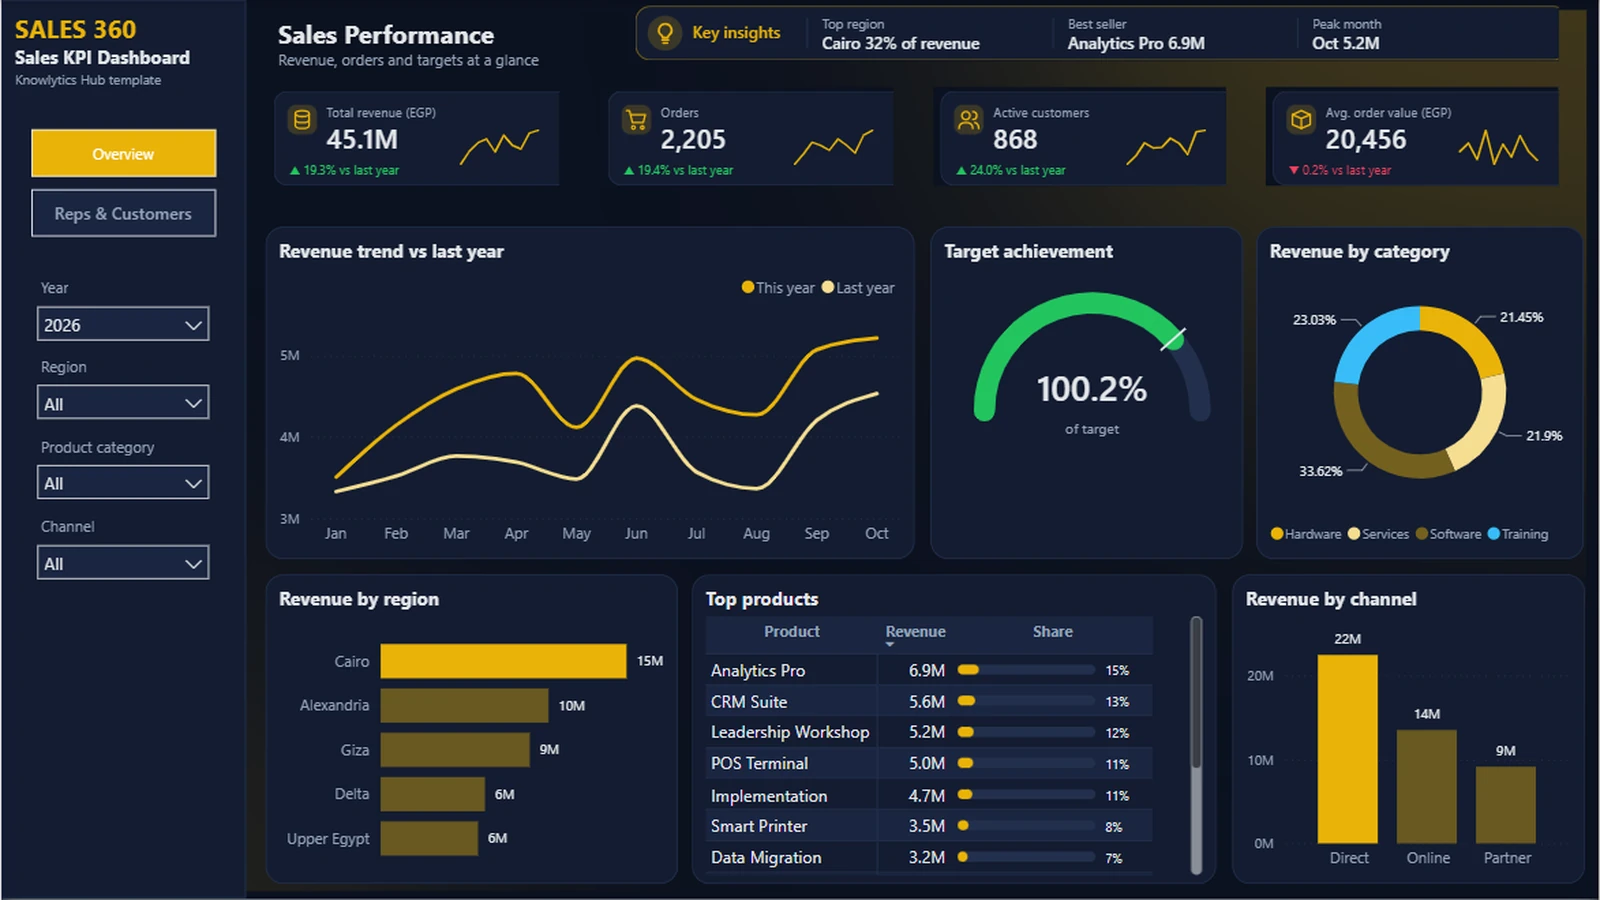 SALES 360
Sales KPI Dashboard
Knowlytics Hub template
Overview
Reps & Customers
Year
2026
Region
All
Product category
All
Channel
All
Sales Performance
Revenue, orders and targets at a glance
Key insights
Top region
Cairo 32% of revenue
Best seller
Analytics Pro 6.9M
Peak month
Oct 5.2M
Total revenue (EGP)
45.1M
▲ 19.3% vs last year
Orders
2,205
▲ 19.4% vs last year
Active customers
868
▲ 24.0% vs last year
Avg. order value (EGP)
20,456
▼ 0.2% vs last year
Revenue trend vs last year
This year Last year
5M
4M
3M
Jan Feb Mar Apr May Jun Jul Aug Sep Oct
Target achievement
100.2%
of target
Revenue by category
23.03%
21.45%
21.9%
33.62%
Hardware Services Software Training
Revenue by region
Cairo 15M
Alexandria 10M
Giza 9M
Delta 6M
Upper Egypt 6M
Top products
Product Revenue Share
Analytics Pro 6.9M 15%
CRM Suite 5.6M 13%
Leadership Workshop 5.2M 12%
POS Terminal 5.0M 11%
Implementation 4.7M 11%
Smart Printer 3.5M 8%
Data Migration 3.2M 7%
Revenue by channel
22M
20M
14M
10M
9M
0M
Direct Online Partner